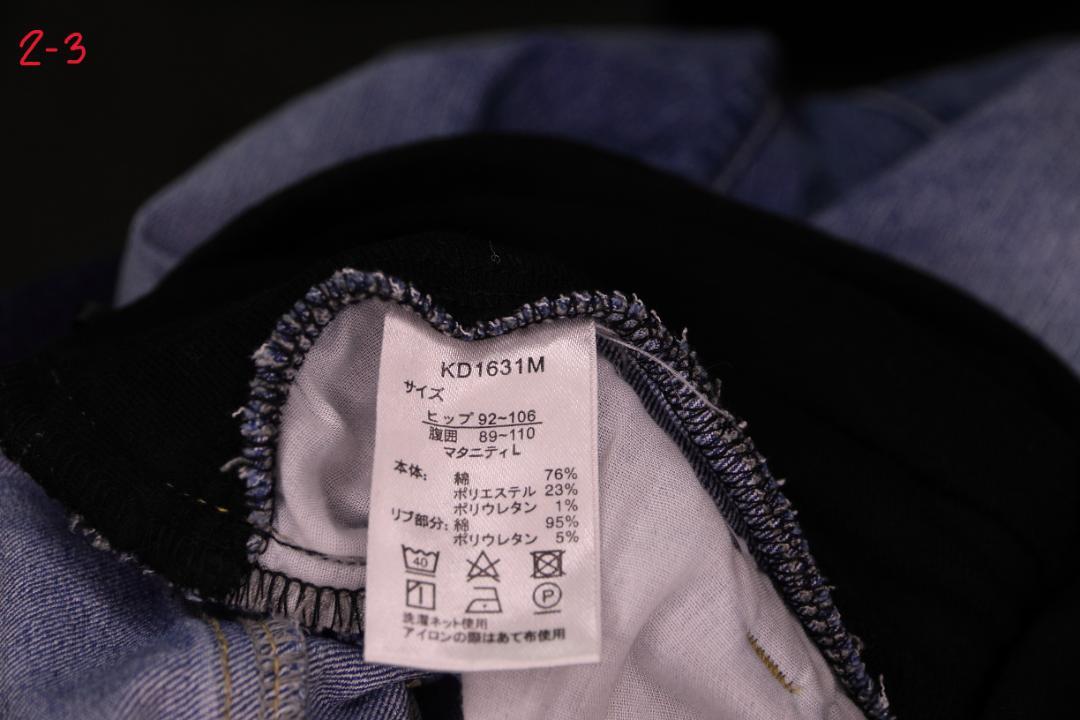 2-3
KD1631M
サイズ
ヒップ 92~106
腹囲 89~110
マタニティL
本体: 綿 76%
ポリエステル 23%
ポリウレタン 1%
リブ部分: 綿 95%
ポリウレタン 5%
40
P
洗濯ネット使用
アイロンの際はあて布使用